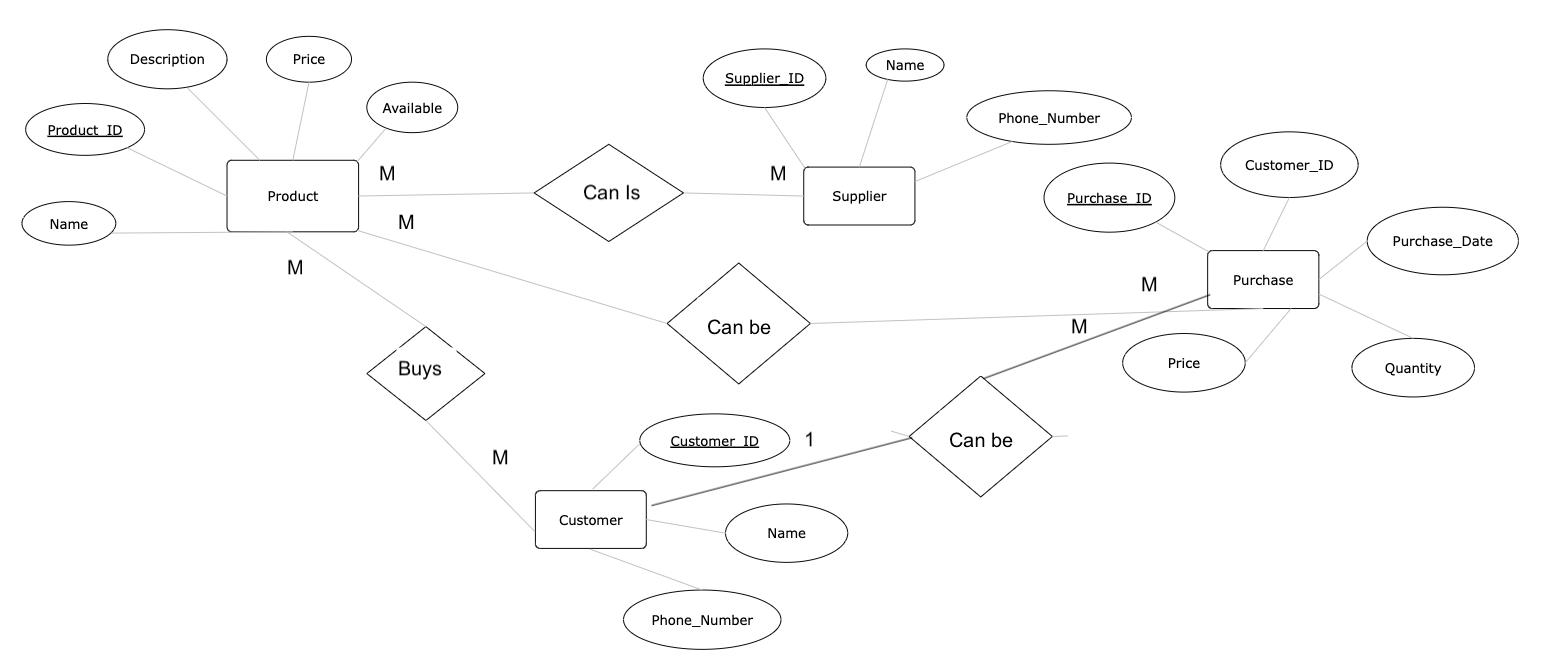 Description
Price
Available
Product_ID
Name
Product
M
M
M
Can Is
M
Supplier_ID
Name
Phone_Number
Supplier
Purchase_ID
Customer_ID
Purchase_Date
Purchase
M
M
Price
Quantity
Can be
Buys
M
Customer_ID
1
Can be
Customer
Name
Phone_Number